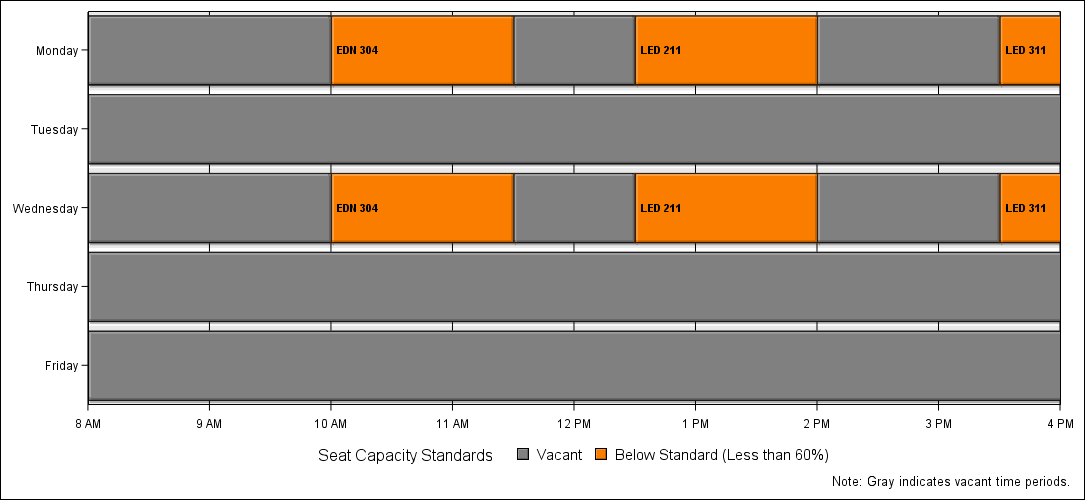 Monday
EDN 304
LED 211
LED 311
Tuesday
Wednesday
EDN 304
LED 211
LED 311
Thursday
Friday
8 AM 9 AM 10 AM 11 AM 12 PM 1 PM 2 PM 3 PM 4 PM
Seat Capacity Standards Vacant Below Standard (Less than 60%)
Note: Gray indicates vacant time periods.